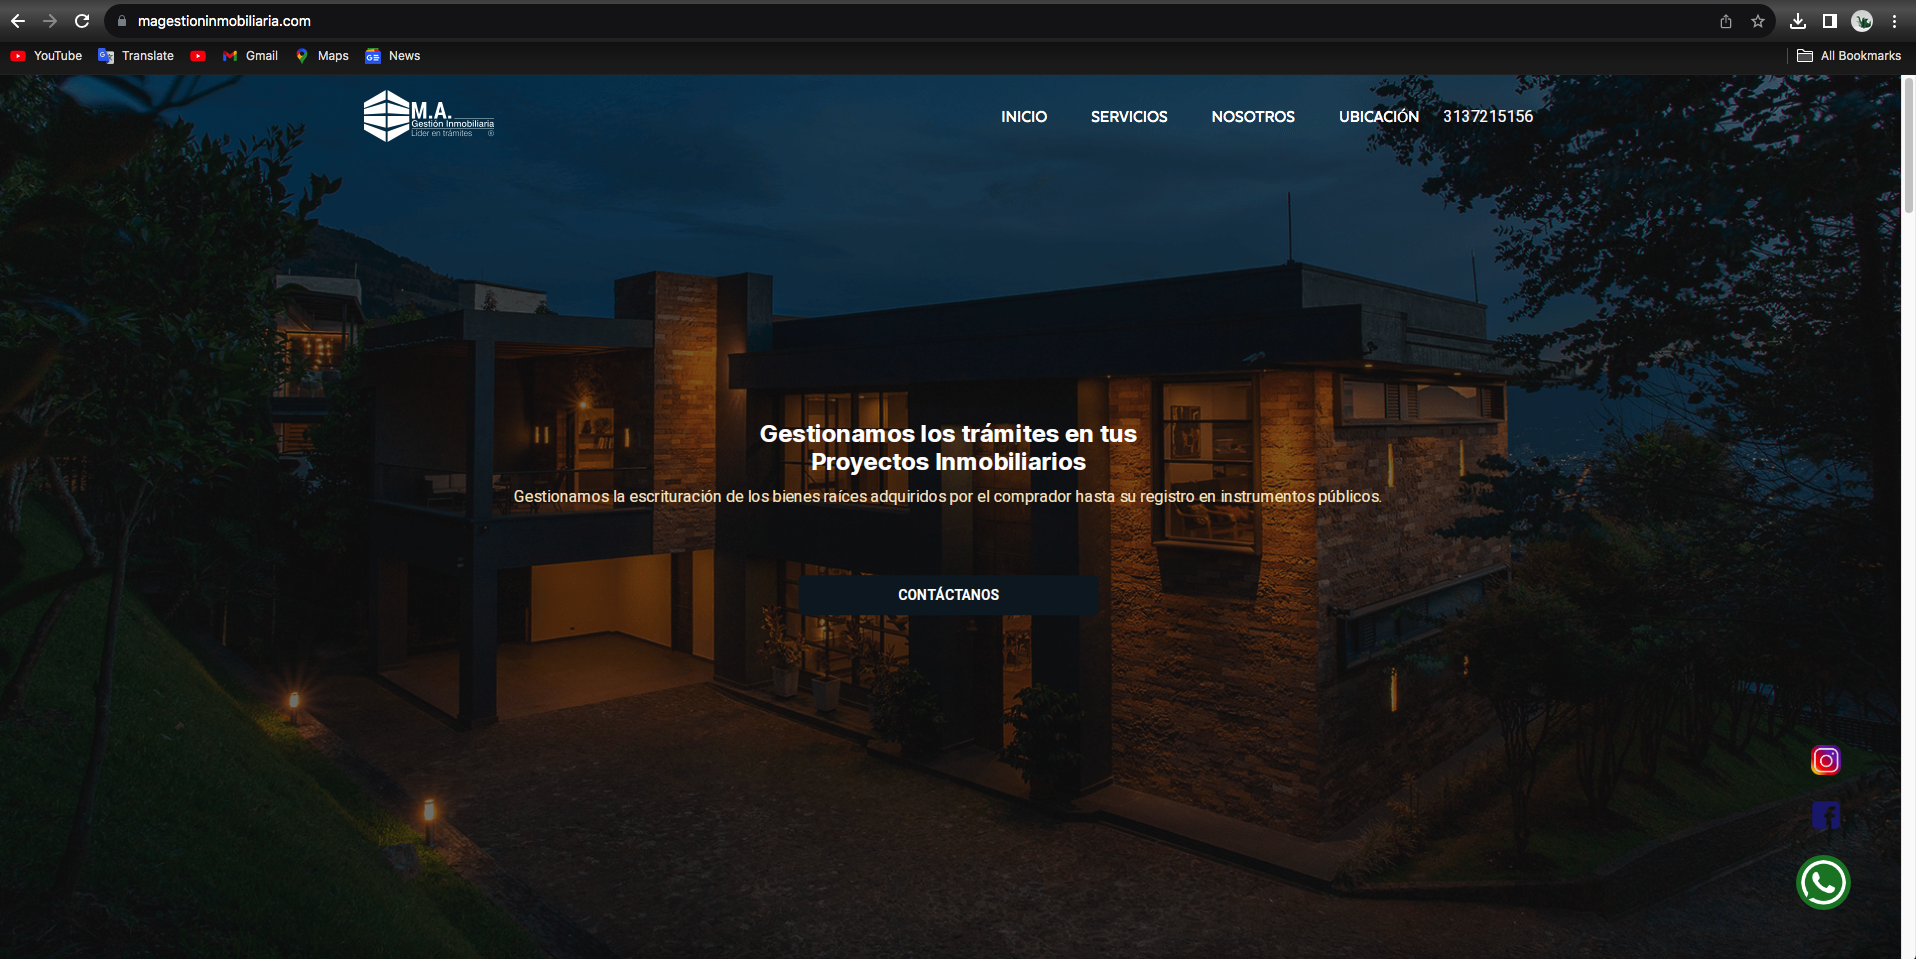 magestioninmobiliaria.com
YouTube Translate Gmail Maps News All Bookmarks
M.A.
Gestión Inmobiliaria
Líder en trámites ®
INICIO SERVICIOS NOSOTROS UBICACIÓN 3137215156
Gestionamos los trámites en tus
Proyectos Inmobiliarios
Gestionamos la escrituración de los bienes raíces adquiridos por el comprador hasta su registro en instrumentos públicos.
CONTÁCTANOS